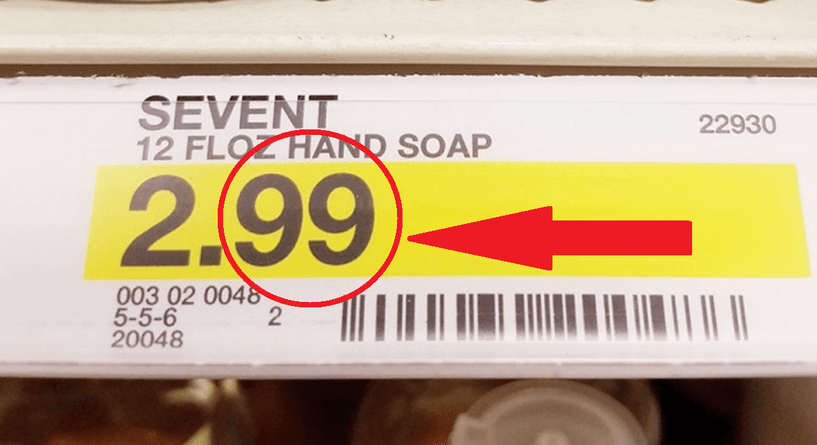 SEVENT
22930
12 FLOZ HAND SOAP
2.99
003 02 0048
5-5-6 2
20048